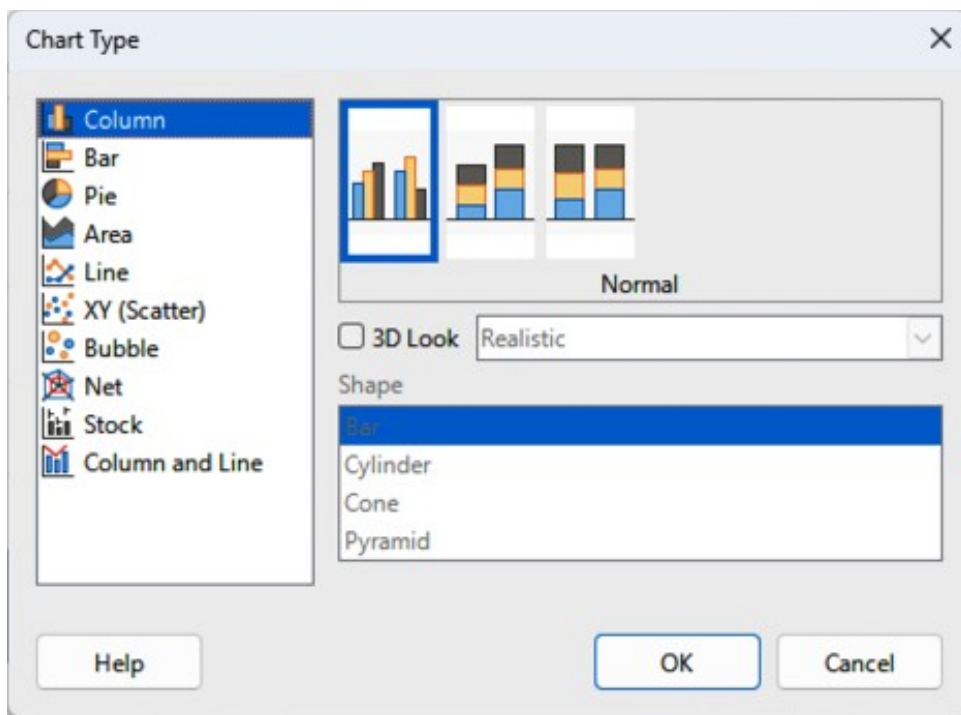 Chart Type
Column
Bar
Pie
Area
Line
XY (Scatter)
Bubble
Net
Stock
Column and Line
Normal
3D Look
Realistic
Shape
Bar
Cylinder
Cone
Pyramid
Help
OK
Cancel